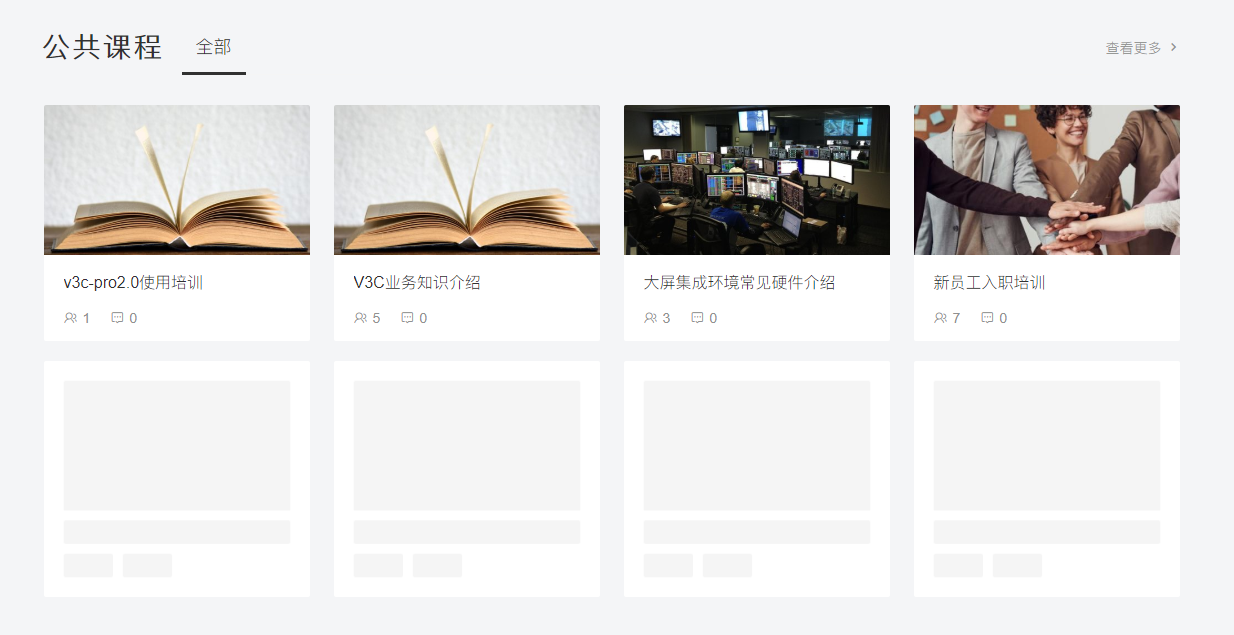 公共课程
全部
查看更多
v3c-pro2.0使用培训
1
0
V3C业务知识介绍
5
0
大屏集成环境常见硬件介绍
3
0
新员工入职培训
7
0